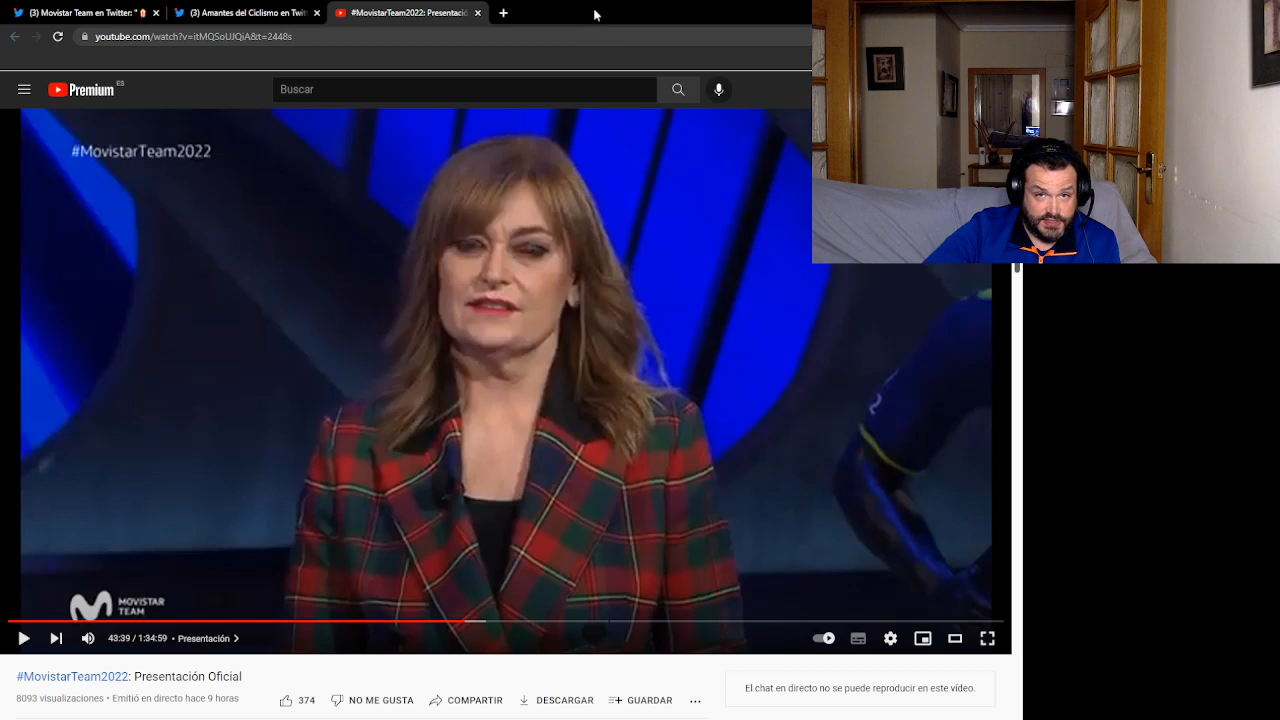 (3) Movistar Team en Twitter: "
(3) Amantes del Ciclismo en Twit
#MovistarTeam2022: Presentació
youtube.com/watch?v=itMQSoUJQiA&t=2448s
Premium ES
Buscar
#MovistarTeam2022
2
MOVISTAR
TEAM
43:39 / 1:34:59 • Presentación
#MovistarTeam2022: Presentación Oficial
8093 visualizaciones • Emitió en directo hace 9 horas
374
NO ME GUSTA
COMPARTIR
DESCARGAR
GUARDAR
El chat en directo no se puede reproducir en este vídeo.